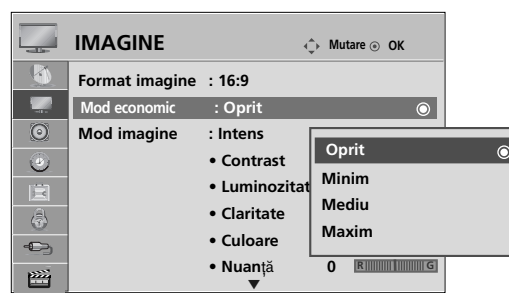 IMAGINE Mutare OK
Format imagine : 16:9
Mod economic : Oprit
Mod imagine : Intens
• Contrast
• Luminozitat
• Claritate
• Culoare
• Nuanță 0 R G
Oprit
Minim
Mediu
Maxim